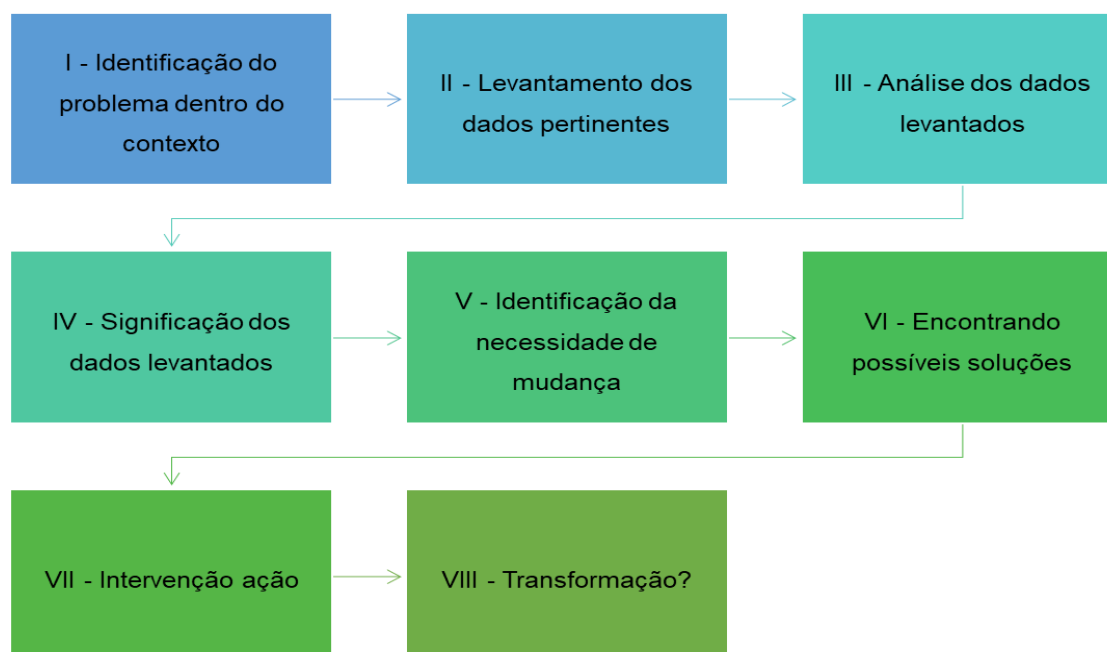 I - Identificação do
problema dentro do
contexto
II - Levantamento dos
dados pertinentes
III - Análise dos dados
levantados
IV - Significação dos
dados levantados
V - Identificação da
necessidade de
mudança
VI - Encontrando
possíveis soluções
VII - Intervenção ação
VIII - Transformação?